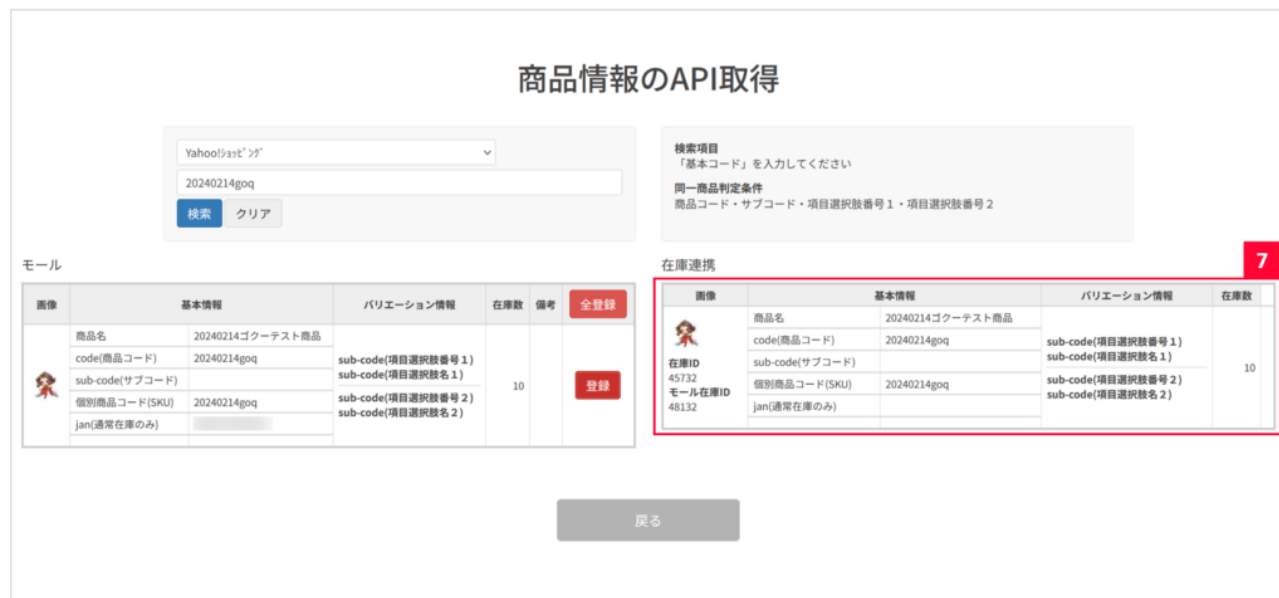 商品情報のAPI取得
Yahoo!ｼｮｯﾋﾟﾝｸﾞ
20240214goq
検索 クリア
検索項目
「基本コード」を入力してください
同一商品判定条件
商品コード・サブコード・項目選択肢番号１・項目選択肢番号２
モール
画像 基本情報 バリエーション情報 在庫数 備考 全登録
商品名 20240214ゴクーテスト商品
code(商品コード) 20240214goq
sub-code(サブコード)
個別商品コード(SKU) 20240214goq
jan(通常在庫のみ)
sub-code(項目選択肢番号１)
sub-code(項目選択肢名１)
sub-code(項目選択肢番号２)
sub-code(項目選択肢名２)
10
登録
在庫連携
7
画像 基本情報 バリエーション情報 在庫数
在庫ID
45732
モール在庫ID
48132
商品名 20240214ゴクーテスト商品
code(商品コード) 20240214goq
sub-code(サブコード)
個別商品コード(SKU) 20240214goq
jan(通常在庫のみ)
sub-code(項目選択肢番号１)
sub-code(項目選択肢名１)
sub-code(項目選択肢番号２)
sub-code(項目選択肢名２)
10
戻る